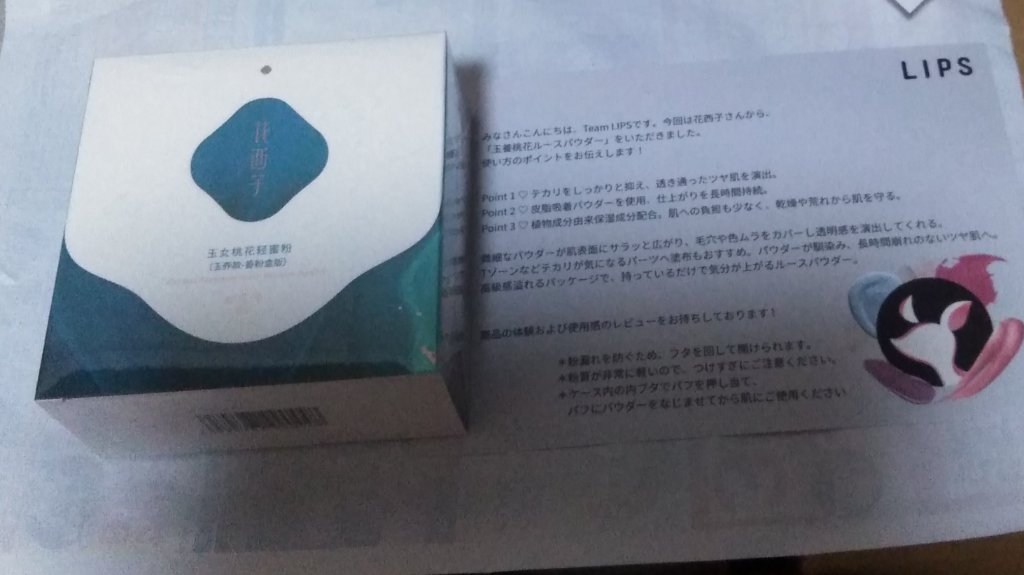 花西子
玉女桃花轻蜜粉
LIPS
みなさんこんにちは、Team LIPSです。今回は花西子さんから、
「玉養桃花ルースパウダー」をいただきました。
使い方のポイントをお伝えします！
Point 1 ♡ テカリをしっかりと抑え、透き通ったツヤ肌を演出。
Point 2 ♡ 皮脂吸着パウダーを使用、仕上がりを長時間持続。
Point 3 ♡ 植物成分由来保湿成分配合。肌への負担も少なく、乾燥や荒れから肌を守る。
微細なパウダーが肌表面にサラッと広がり、毛穴や色ムラをカバーし透明感を演出してくれる。
Tゾーンなどテカリが気になるパーツへ塗布もおすすめ。パウダーが馴染み、長時間崩れのないツヤ肌へ。
高級感溢れるパッケージで、持っているだけで気分が上がるルースパウダー。
商品の体験および使用感のレビューをお待ちしております！
＊粉漏れを防ぐため、フタを回して開けられます。
＊粉質が非常に軽いので、つけすぎにご注意ください。
＊ケース内の内ブタでパフを押し当て、
パフにパウダーをなじませてから肌にご使用ください